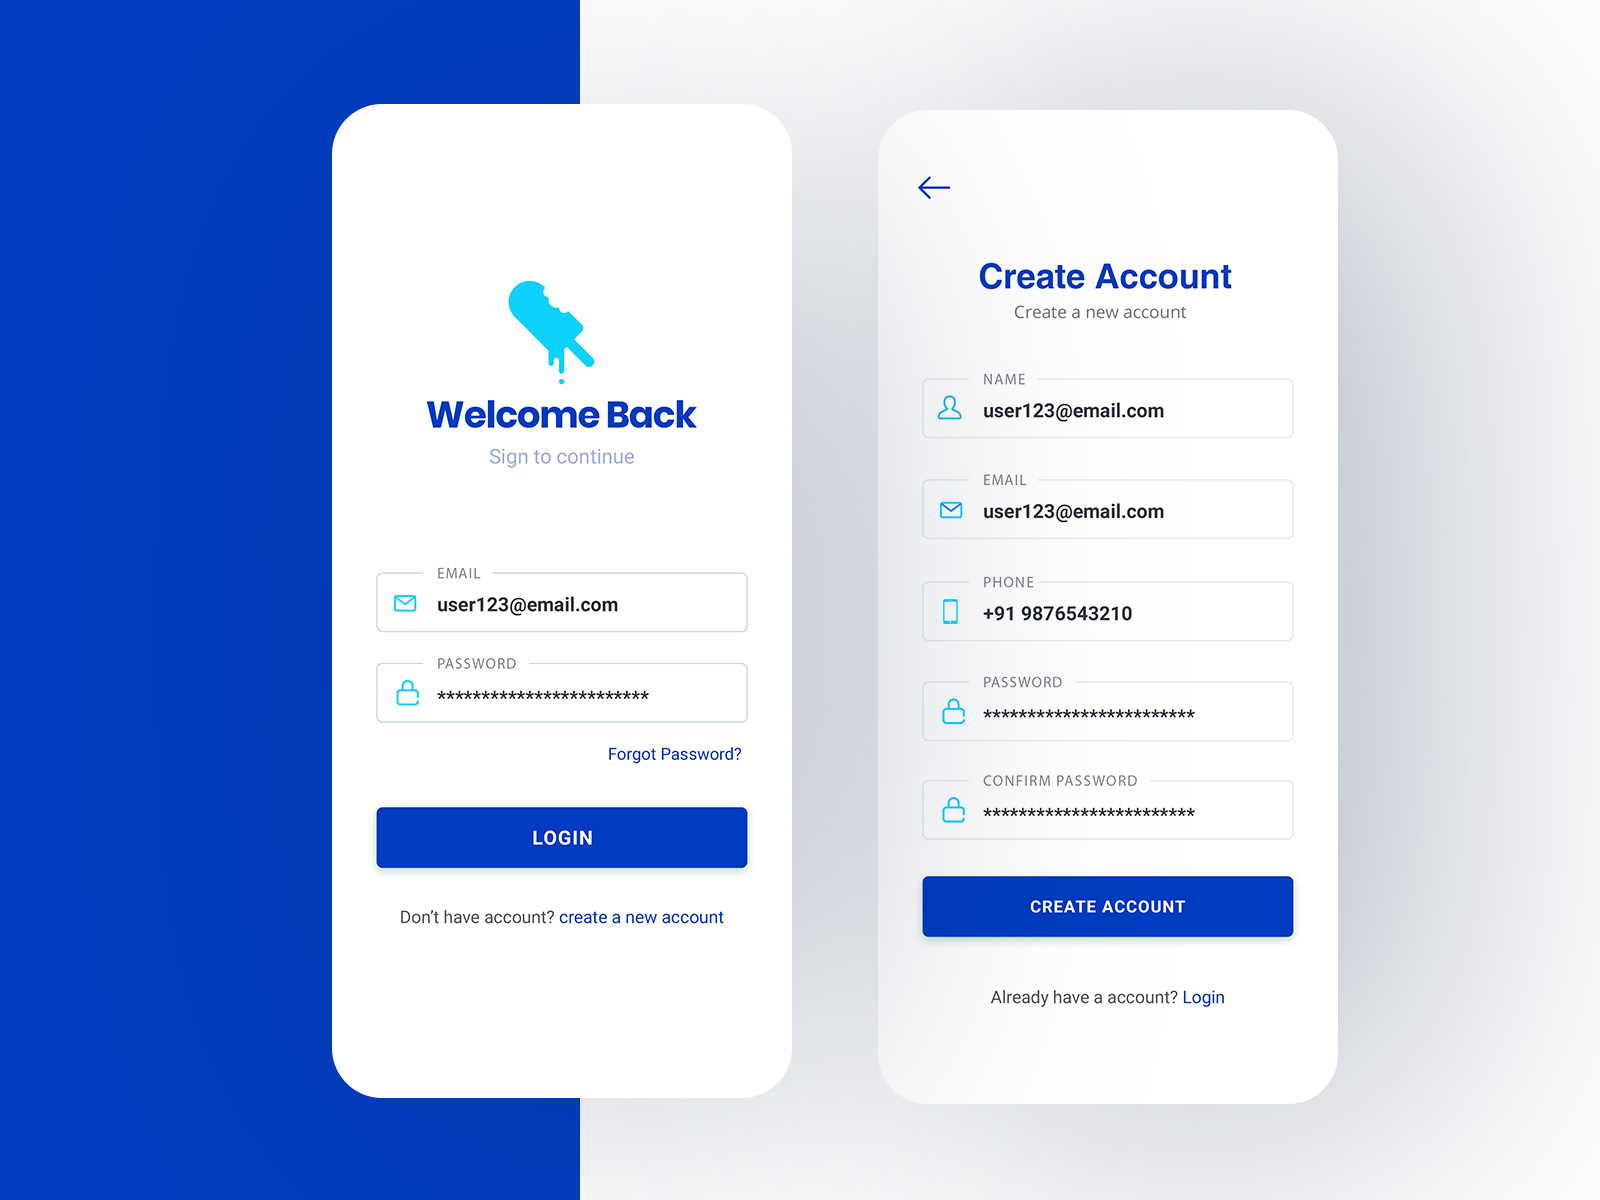 Welcome Back
Sign to continue
EMAIL
user123@email.com
PASSWORD
************************
Forgot Password?
LOGIN
Don’t have account? create a new account
Create Account
Create a new account
NAME
user123@email.com
EMAIL
user123@email.com
PHONE
+91 9876543210
PASSWORD
************************
CONFIRM PASSWORD
************************
CREATE ACCOUNT
Already have a account? Login